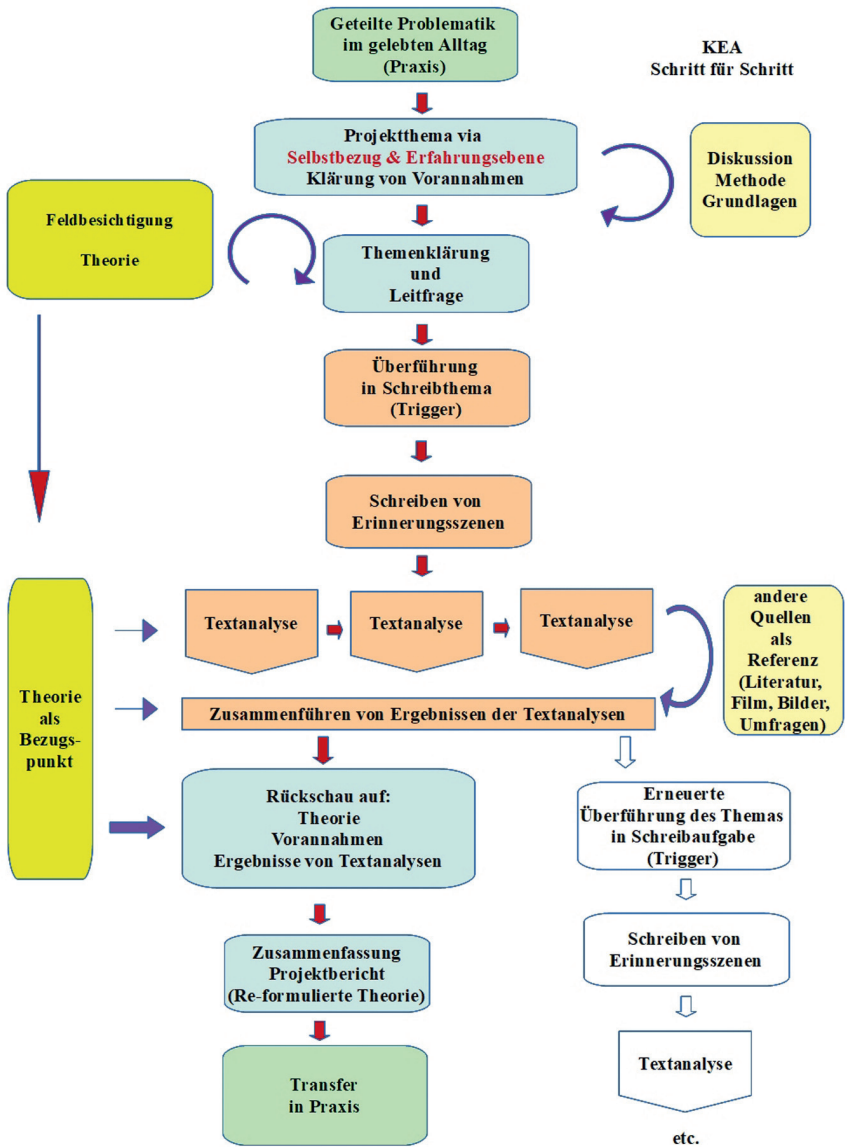 Geteilte Problematik
im gelebten Alltag
(Praxis)
KEA
Schritt für Schritt
Projektthema via
Selbstbezug & Erfahrungsebene
Klärung von Vorannahmen
Diskussion
Methode
Grundlagen
Feldbesichtigung
Theorie
Themenklärung
und
Leitfrage
Überführung
in Schreibthema
(Trigger)
Schreiben von
Erinnerungsszenen
Textanalyse
Textanalyse
Textanalyse
andere
Quellen
als
Referenz
(Literatur,
Film, Bilder,
Umfragen)
Theorie
als
Bezugs-
punkt
Zusammenführen von Ergebnissen der Textanalysen
Rückschau auf:
Theorie
Vorannahmen
Ergebnisse von Textanalysen
Erneuerte
Überführung des Themas
in Schreibaufgabe
(Trigger)
Zusammenfassung
Projektbericht
(Re-formulierte Theorie)
Schreiben von
Erinnerungsszenen
Transfer
in Praxis
Textanalyse
etc.